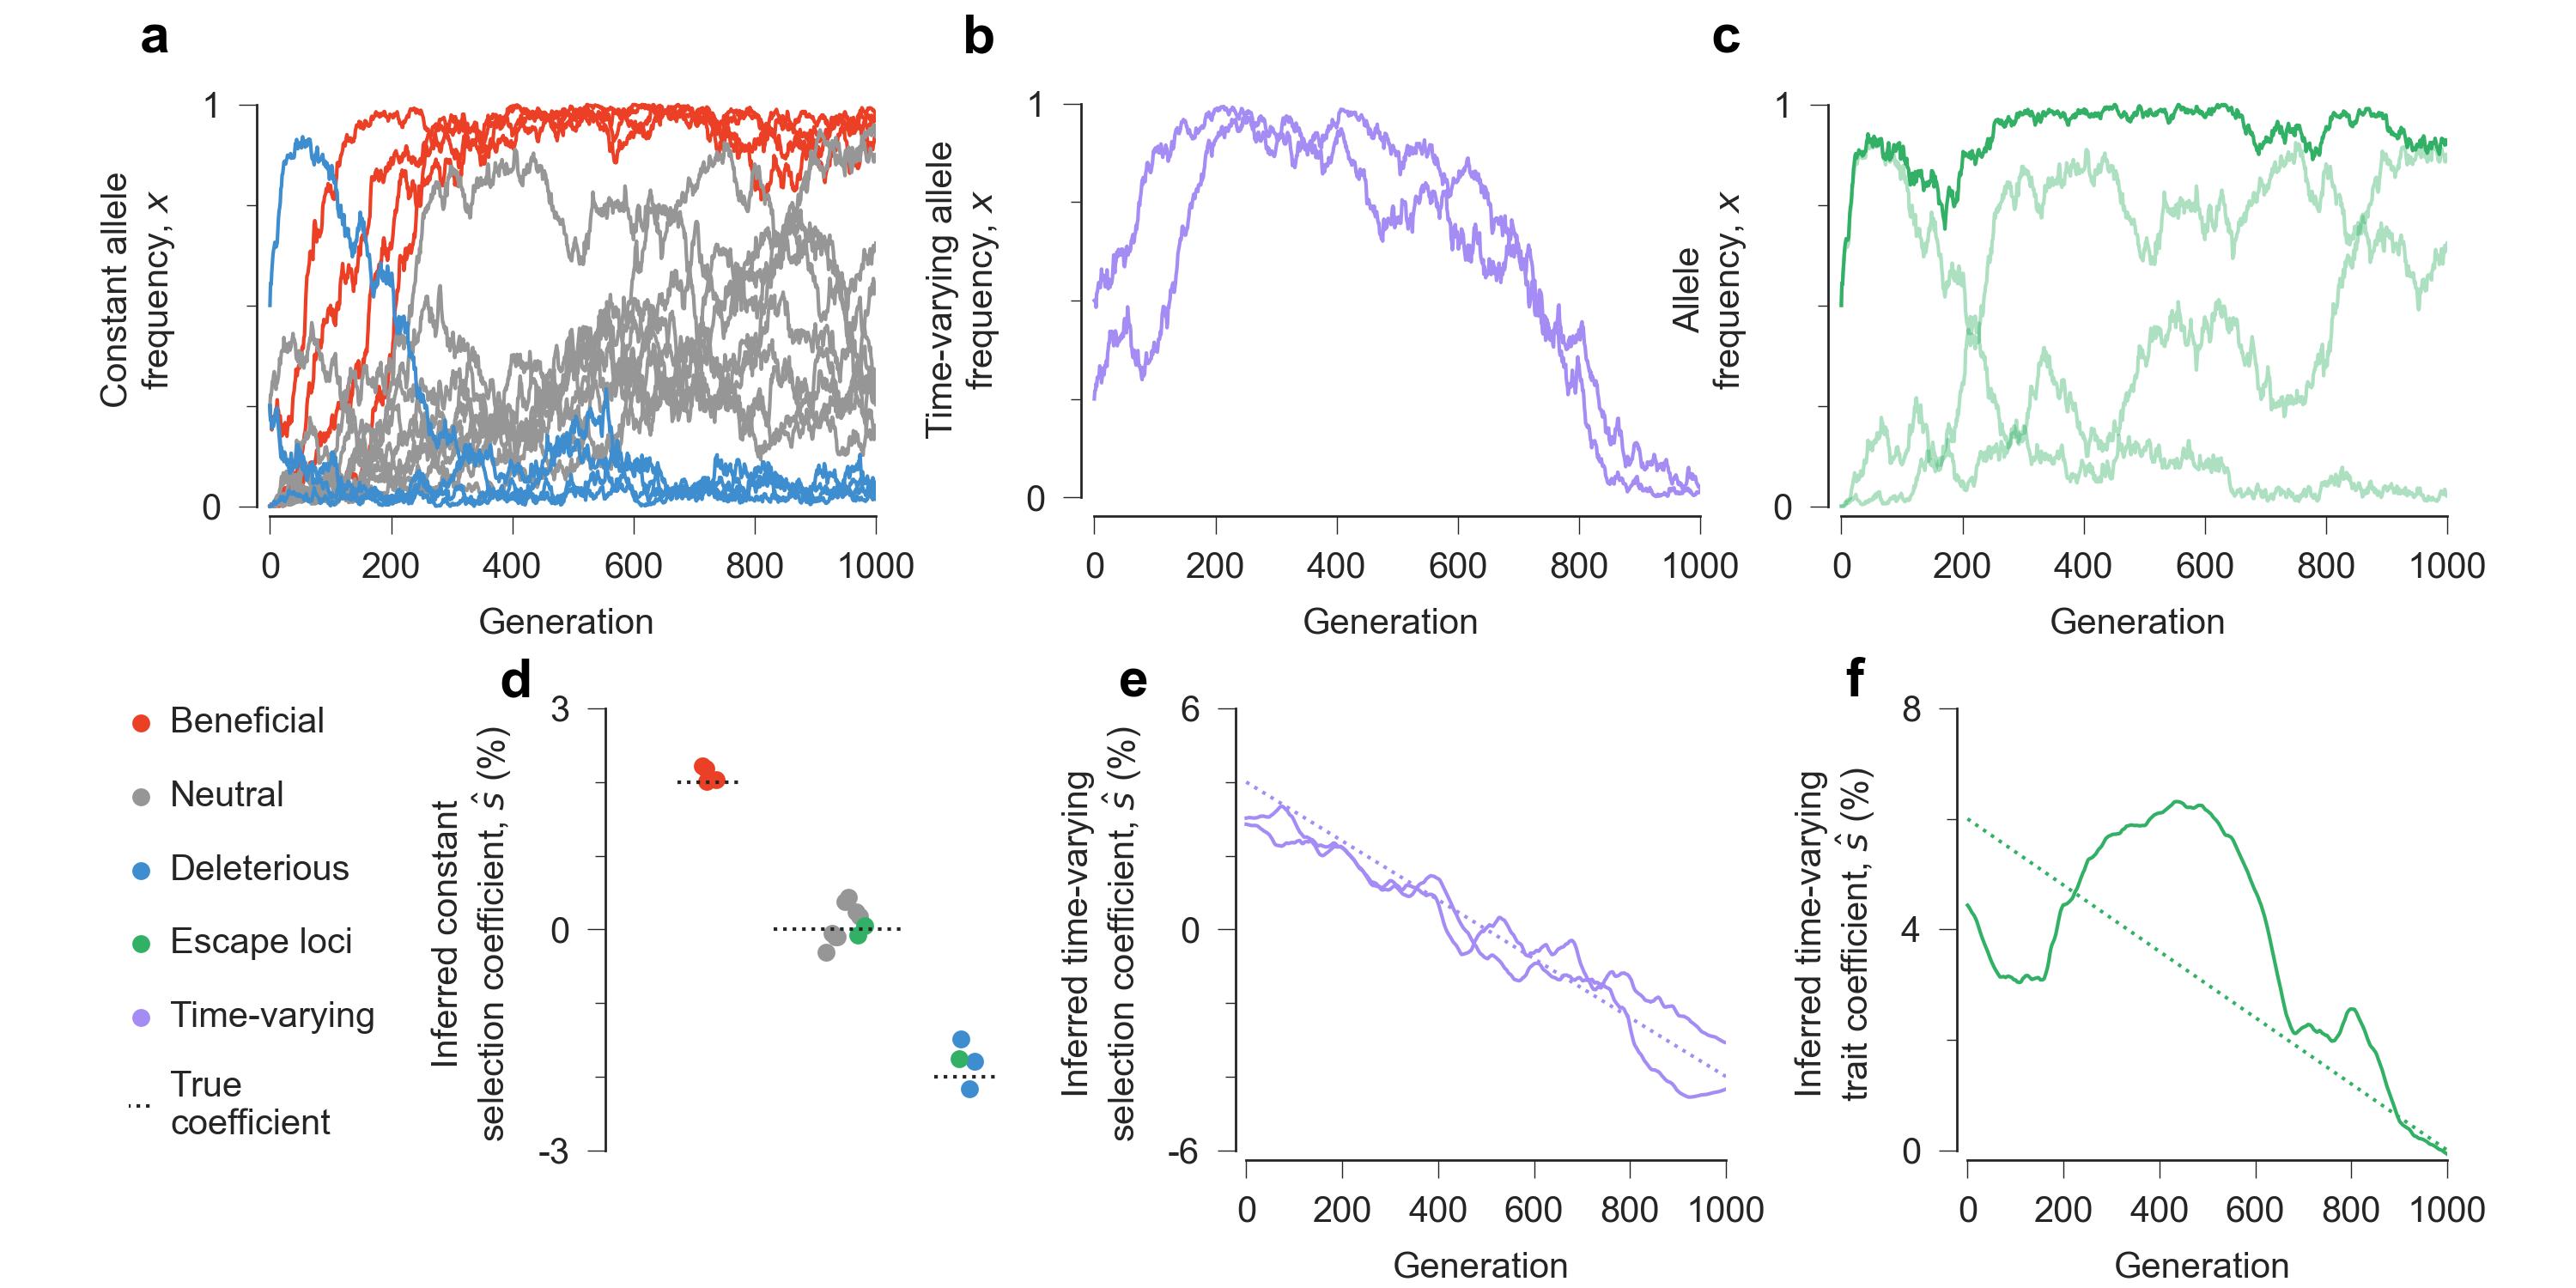 a
1
0
Constant allele
frequency, x
0 200 400 600 800 1000
Generation
b
1
0
Time-varying allele
frequency, x
0 200 400 600 800 1000
Generation
c
1
0
Allele
frequency, x
0 200 400 600 800 1000
Generation
Beneficial
Neutral
Deleterious
Escape loci
Time-varying
True
coefficient
d
3
0
-3
Inferred constant
selection coefficient, ŝ (%)
e
6
0
-6
Inferred time-varying
selection coefficient, ŝ (%)
0 200 400 600 800 1000
Generation
f
8
4
0
Inferred time-varying
trait coefficient, ŝ (%)
0 200 400 600 800 1000
Generation